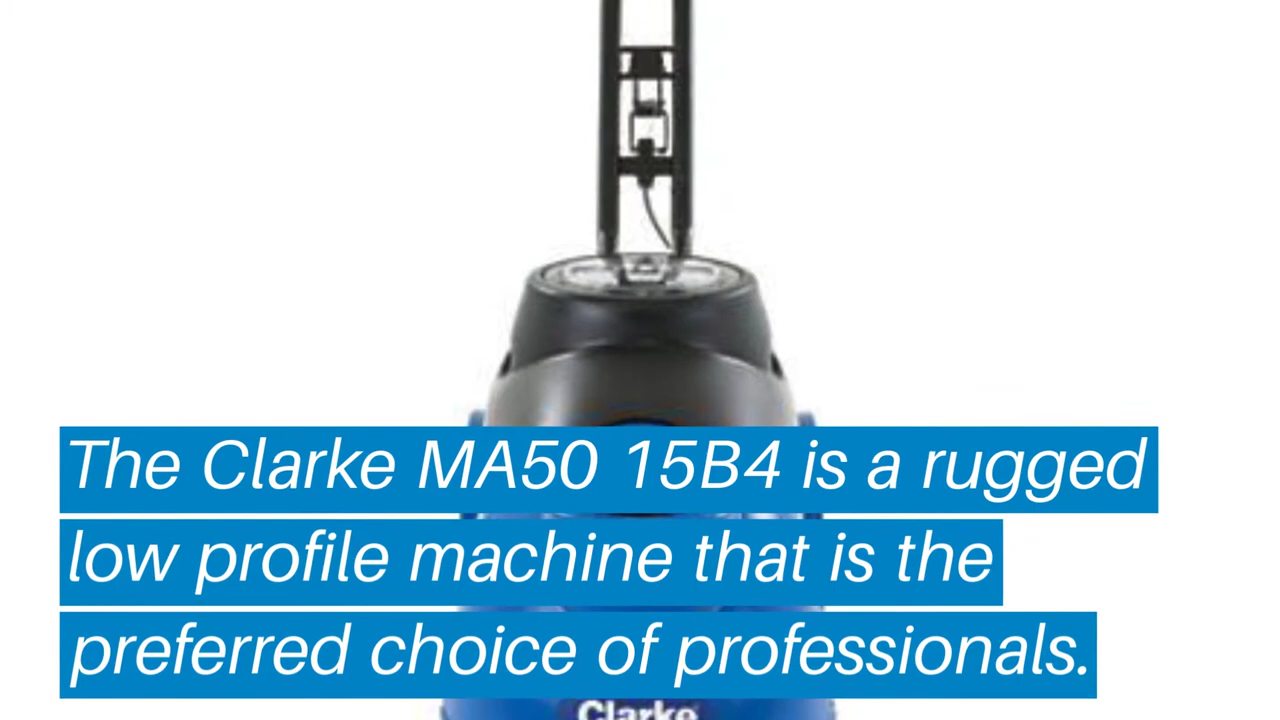 The Clarke MA50 15B4 is a rugged
low profile machine that is the
preferred choice of professionals.
Clarke